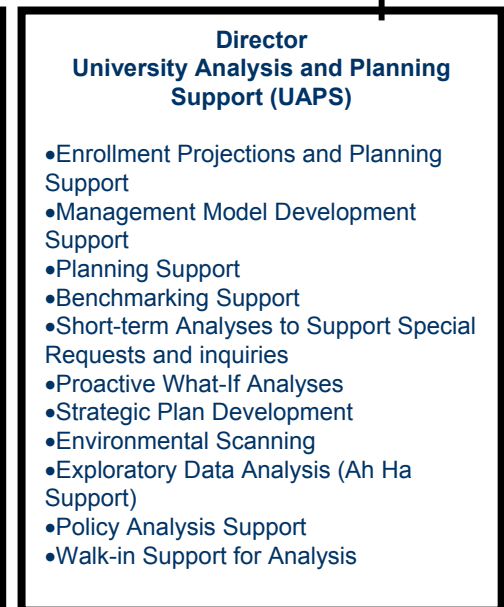 Director
University Analysis and Planning
Support (UAPS)
•Enrollment Projections and Planning
Support
•Management Model Development
Support
•Planning Support
•Benchmarking Support
•Short-term Analyses to Support Special
Requests and inquiries
•Proactive What-If Analyses
•Strategic Plan Development
•Environmental Scanning
•Exploratory Data Analysis (Ah Ha
Support)
•Policy Analysis Support
•Walk-in Support for Analysis